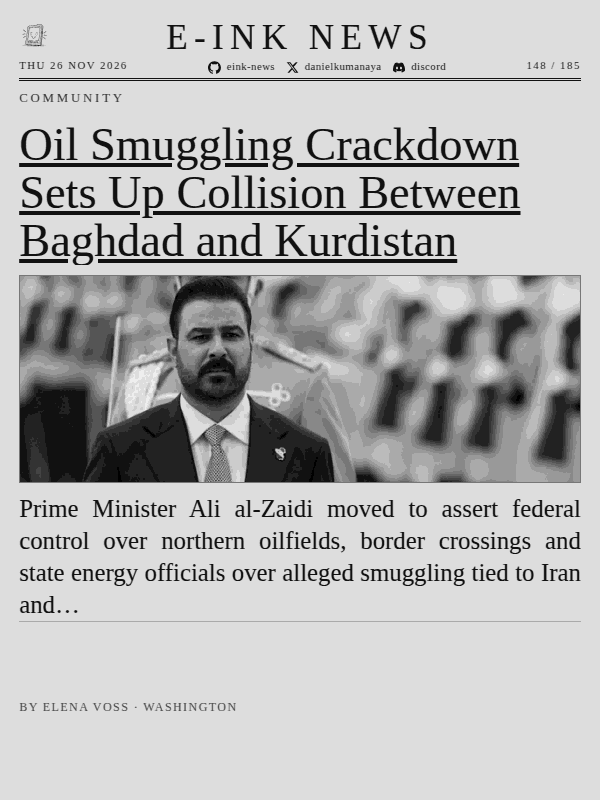 E-INK NEWS
THU 26 NOV 2026
eink-news danielkumanaya discord
148 / 185
COMMUNITY
Oil Smuggling Crackdown
Sets Up Collision Between
Baghdad and Kurdistan
Prime Minister Ali al-Zaidi moved to assert federal
control over northern oilfields, border crossings and
state energy officials over alleged smuggling tied to Iran
and…
BY ELENA VOSS · WASHINGTON